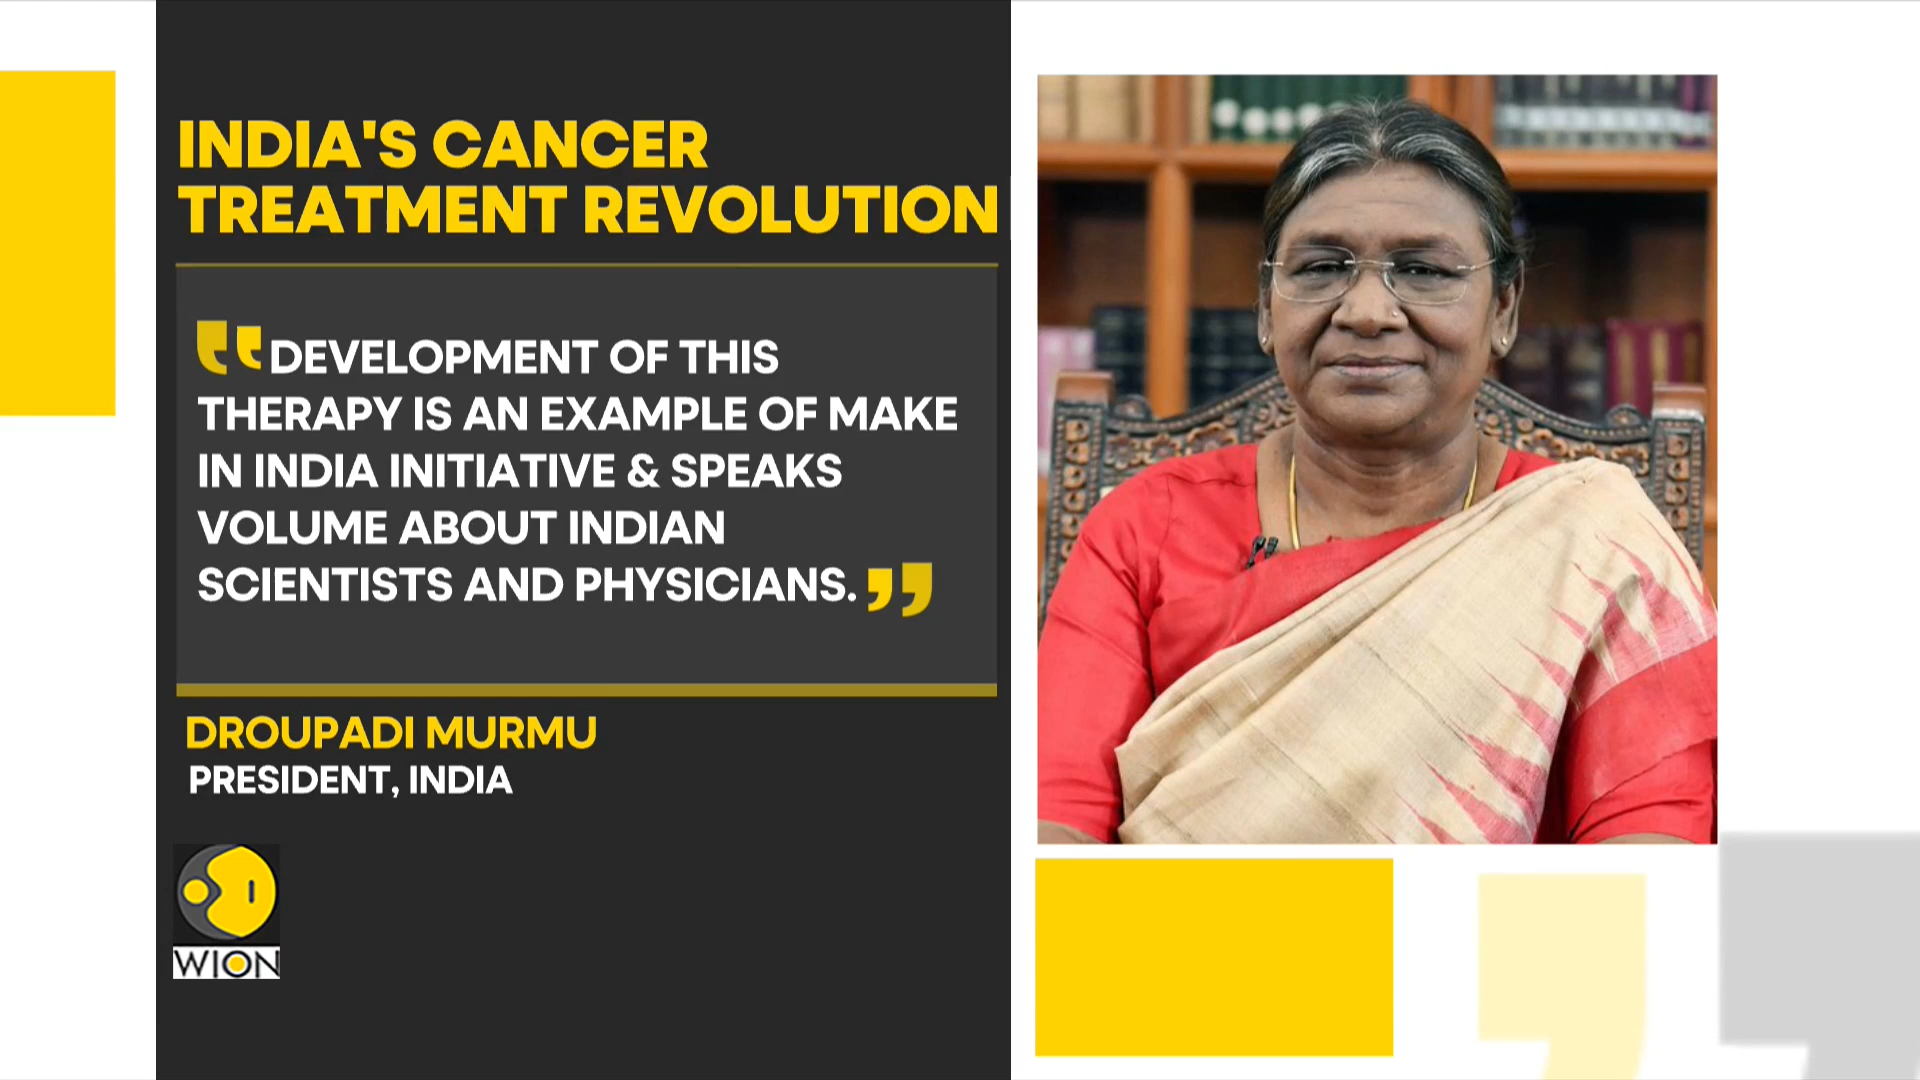 INDIA'S CANCER
TREATMENT REVOLUTION
"DEVELOPMENT OF THIS
THERAPY IS AN EXAMPLE OF MAKE
IN INDIA INITIATIVE & SPEAKS
VOLUME ABOUT INDIAN
SCIENTISTS AND PHYSICIANS."
DROUPADI MURMU
PRESIDENT, INDIA
WION